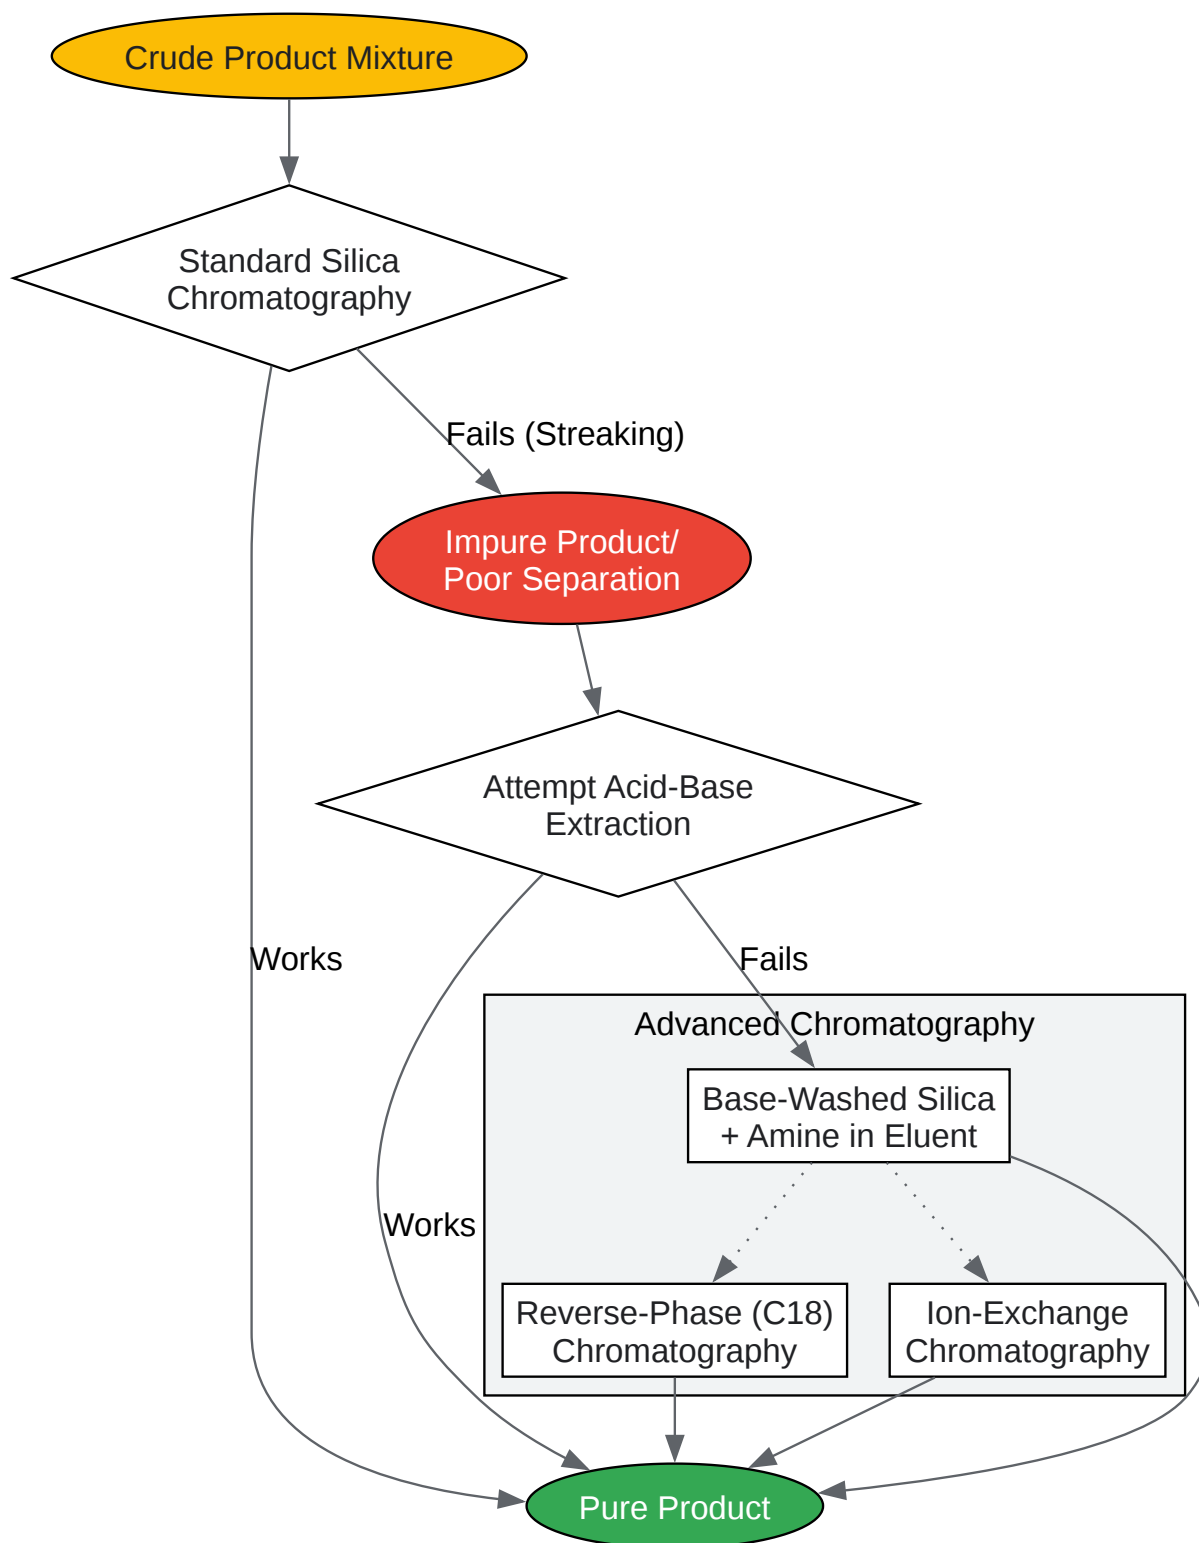 Crude Product Mixture
Standard Silica
Chromatography
Fails (Streaking)
Impure Product/
Poor Separation
Attempt Acid-Base
Extraction
Works
Fails
Advanced Chromatography
Base-Washed Silica
+ Amine in Eluent
Works
Reverse-Phase (C18)
Chromatography
Ion-Exchange
Chromatography
Pure Product